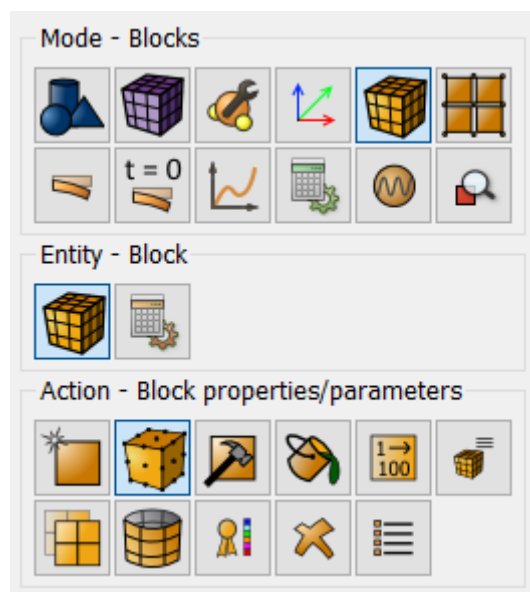 Mode - Blocks
t = 0
Entity - Block
Action - Block properties/parameters
1→
100